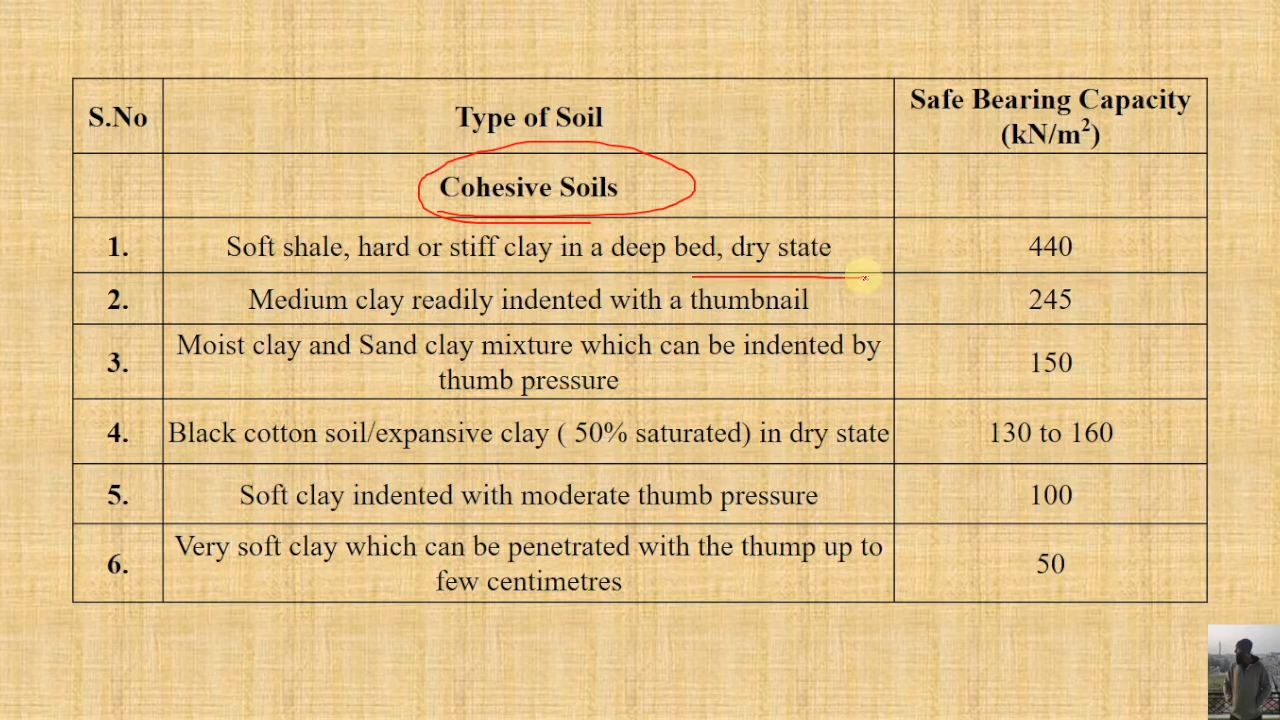 S.No Type of Soil Safe Bearing Capacity
(kN/m²)
Cohesive Soils
1. Soft shale, hard or stiff clay in a deep bed, dry state 440
2. Medium clay readily indented with a thumbnail 245
3. Moist clay and Sand clay mixture which can be indented by
thumb pressure 150
4. Black cotton soil/expansive clay ( 50% saturated) in dry state 130 to 160
5. Soft clay indented with moderate thumb pressure 100
6. Very soft clay which can be penetrated with the thump up to
few centimetres 50